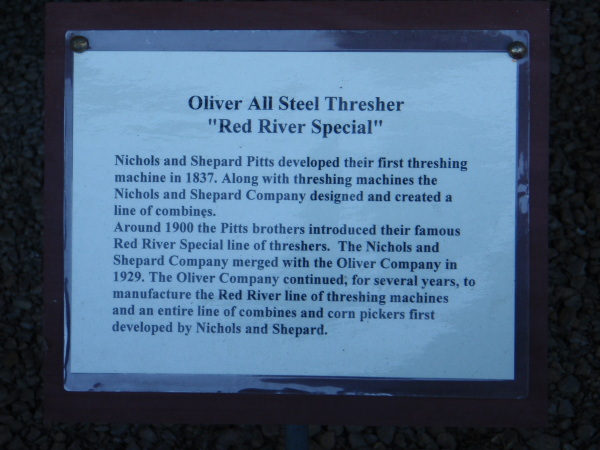 Oliver All Steel Thresher
"Red River Special"
Nichols and Shepard Pitts developed their first threshing
machine in 1837. Along with threshing machines the
Nichols and Shepard Company designed and created a
line of combines.
Around 1900 the Pitts brothers introduced their famous
Red River Special line of threshers. The Nichols and
Shepard Company merged with the Oliver Company in
1929. The Oliver Company continued, for several years, to
manufacture the Red River line of threshing machines
and an entire line of combines and corn pickers first
developed by Nichols and Shepard.